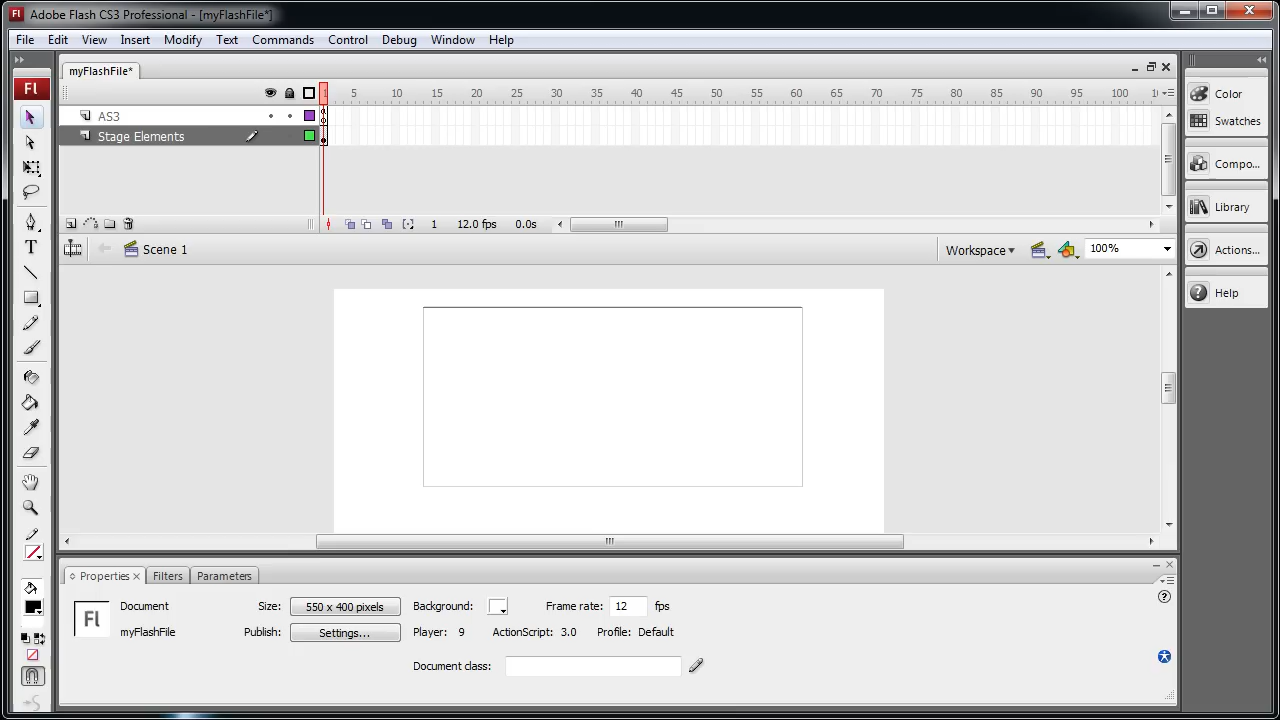 Fl Adobe Flash CS3 Professional - [myFlashFile*]
File Edit View Insert Modify Text Commands Control Debug Window Help
myFlashFile*
Fl
1 5 10 15 20 25 30 35 40 45 50 55 60 65 70 75 80 85 90 95 100
AS3
Stage Elements
1 12.0 fps 0.0s
Scene 1 Workspace 100%
Color
Swatches
Compo...
Library
Actions...
Help
T
Properties Filters Parameters
Fl Document Size: 550 x 400 pixels Background: Frame rate: 12 fps
myFlashFile Publish: Settings... Player: 9 ActionScript: 3.0 Profile: Default
Document class: